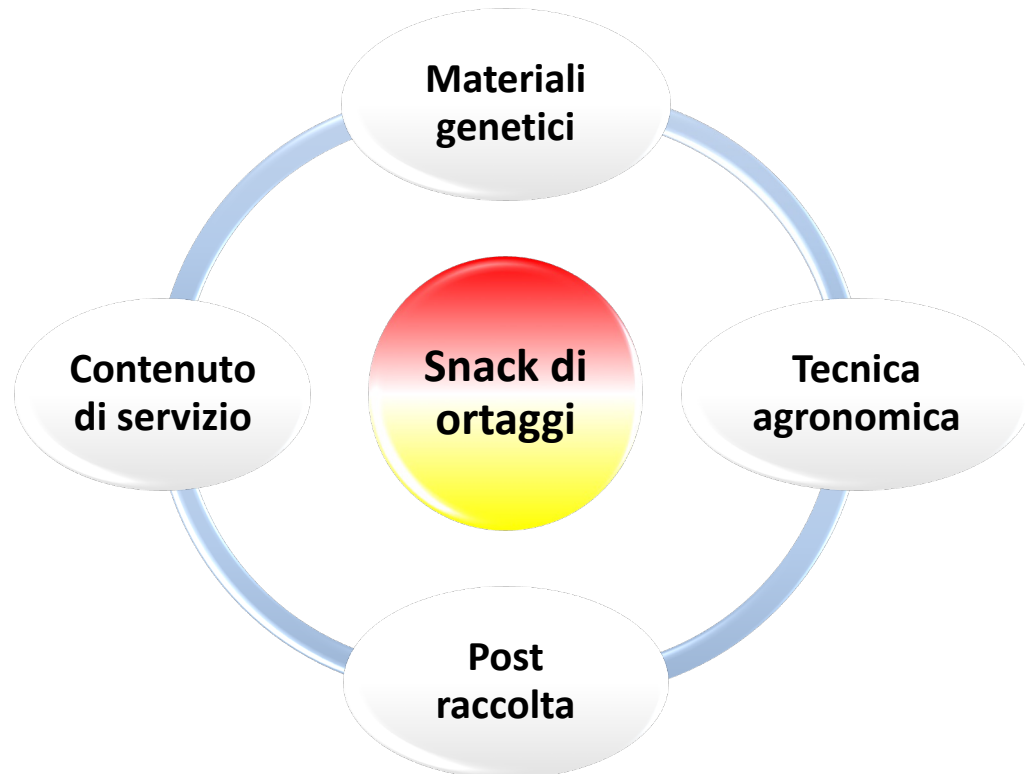 Materiali
genetici
Contenuto
di servizio
Snack di
ortaggi
Tecnica
agronomica
Post
raccolta